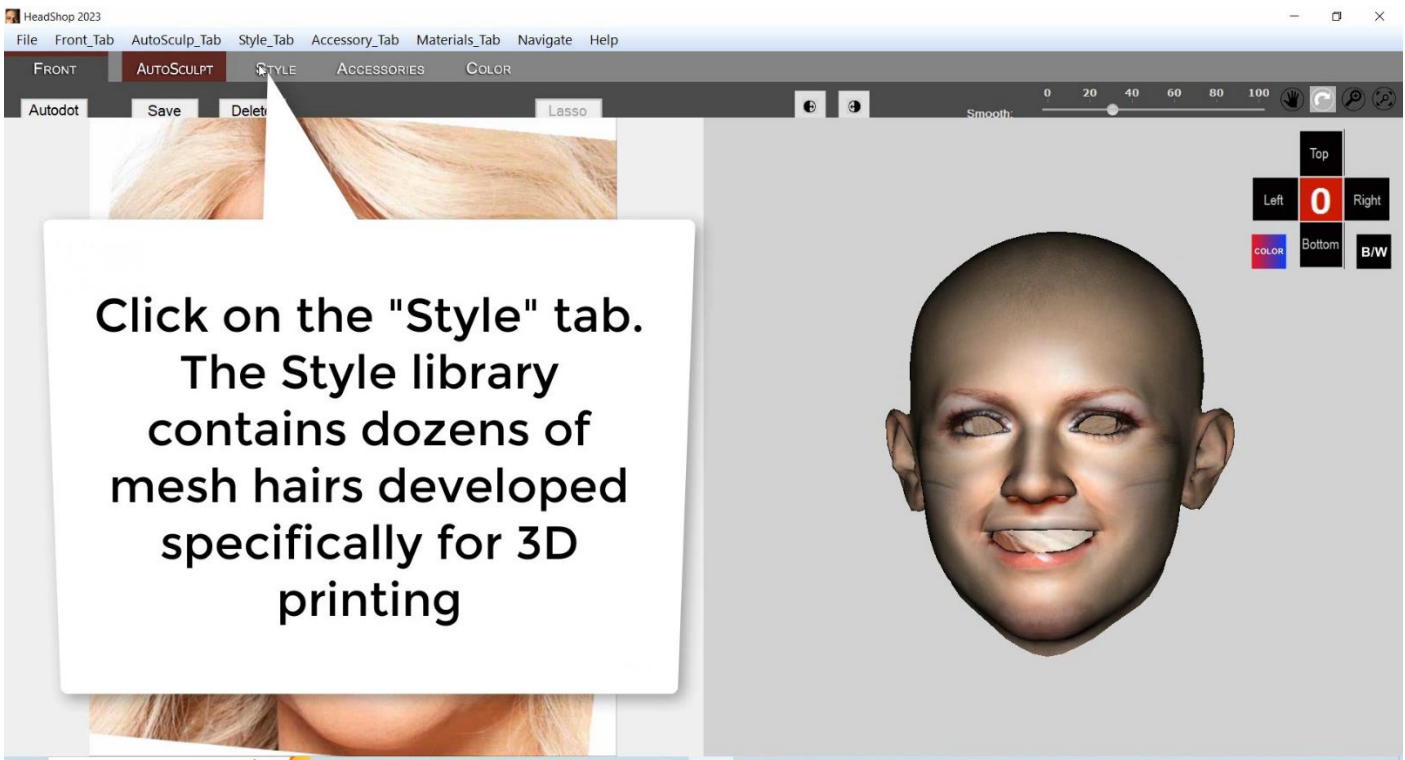 HeadShop 2023
File Front_Tab AutoSculp_Tab Style_Tab Accessory_Tab Materials_Tab Navigate Help
FRONT AUTOSCULPT STYLE ACCESSORIES COLOR
Autodot Save Delete Lasso Smooth: 0 20 40 60 80 100
Top
Left 0 Right
COLOR Bottom B/W
Click on the "Style" tab.
The Style library
contains dozens of
mesh hairs developed
specifically for 3D
printing